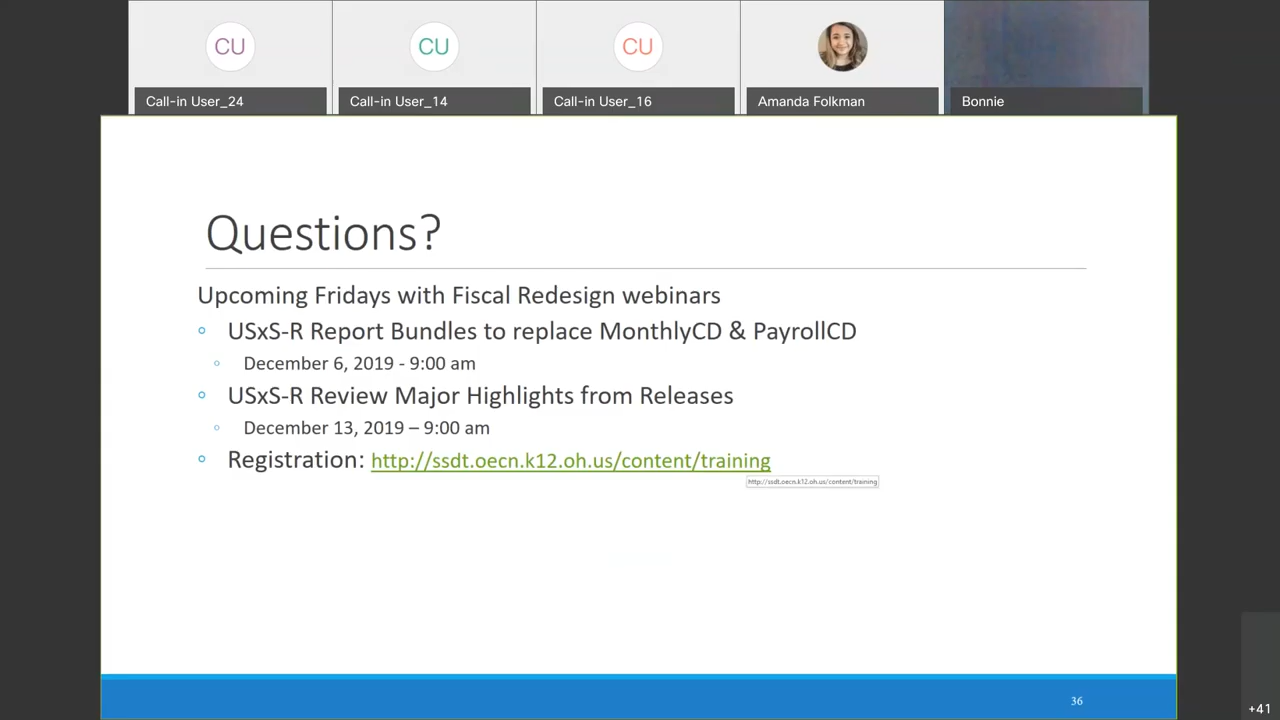 CU
CU
CU
Call-in User_24
Call-in User_14
Call-in User_16
Amanda Folkman
Bonnie
Questions?
Upcoming Fridays with Fiscal Redesign webinars
USxS-R Report Bundles to replace MonthlyCD & PayrollCD
December 6, 2019 - 9:00 am
USxS-R Review Major Highlights from Releases
December 13, 2019 – 9:00 am
Registration: http://ssdt.oecn.k12.oh.us/content/training
http://ssdt.oecn.k12.oh.us/content/training
36
+41